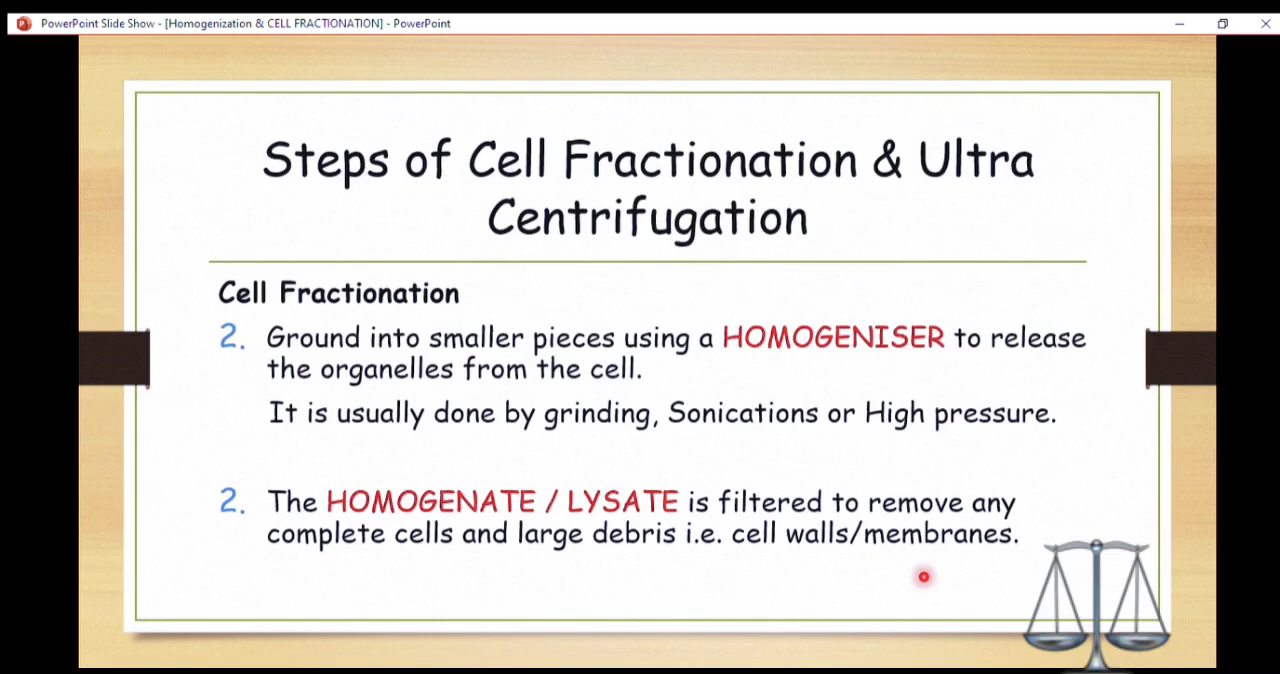 PowerPoint Slide Show - [Homogenization & CELL FRACTIONATION] - PowerPoint
Steps of Cell Fractionation & Ultra
Centrifugation
Cell Fractionation
2. Ground into smaller pieces using a HOMOGENISER to release
the organelles from the cell.
It is usually done by grinding, Sonications or High pressure.
2. The HOMOGENATE / LYSATE is filtered to remove any
complete cells and large debris i.e. cell walls/membranes.